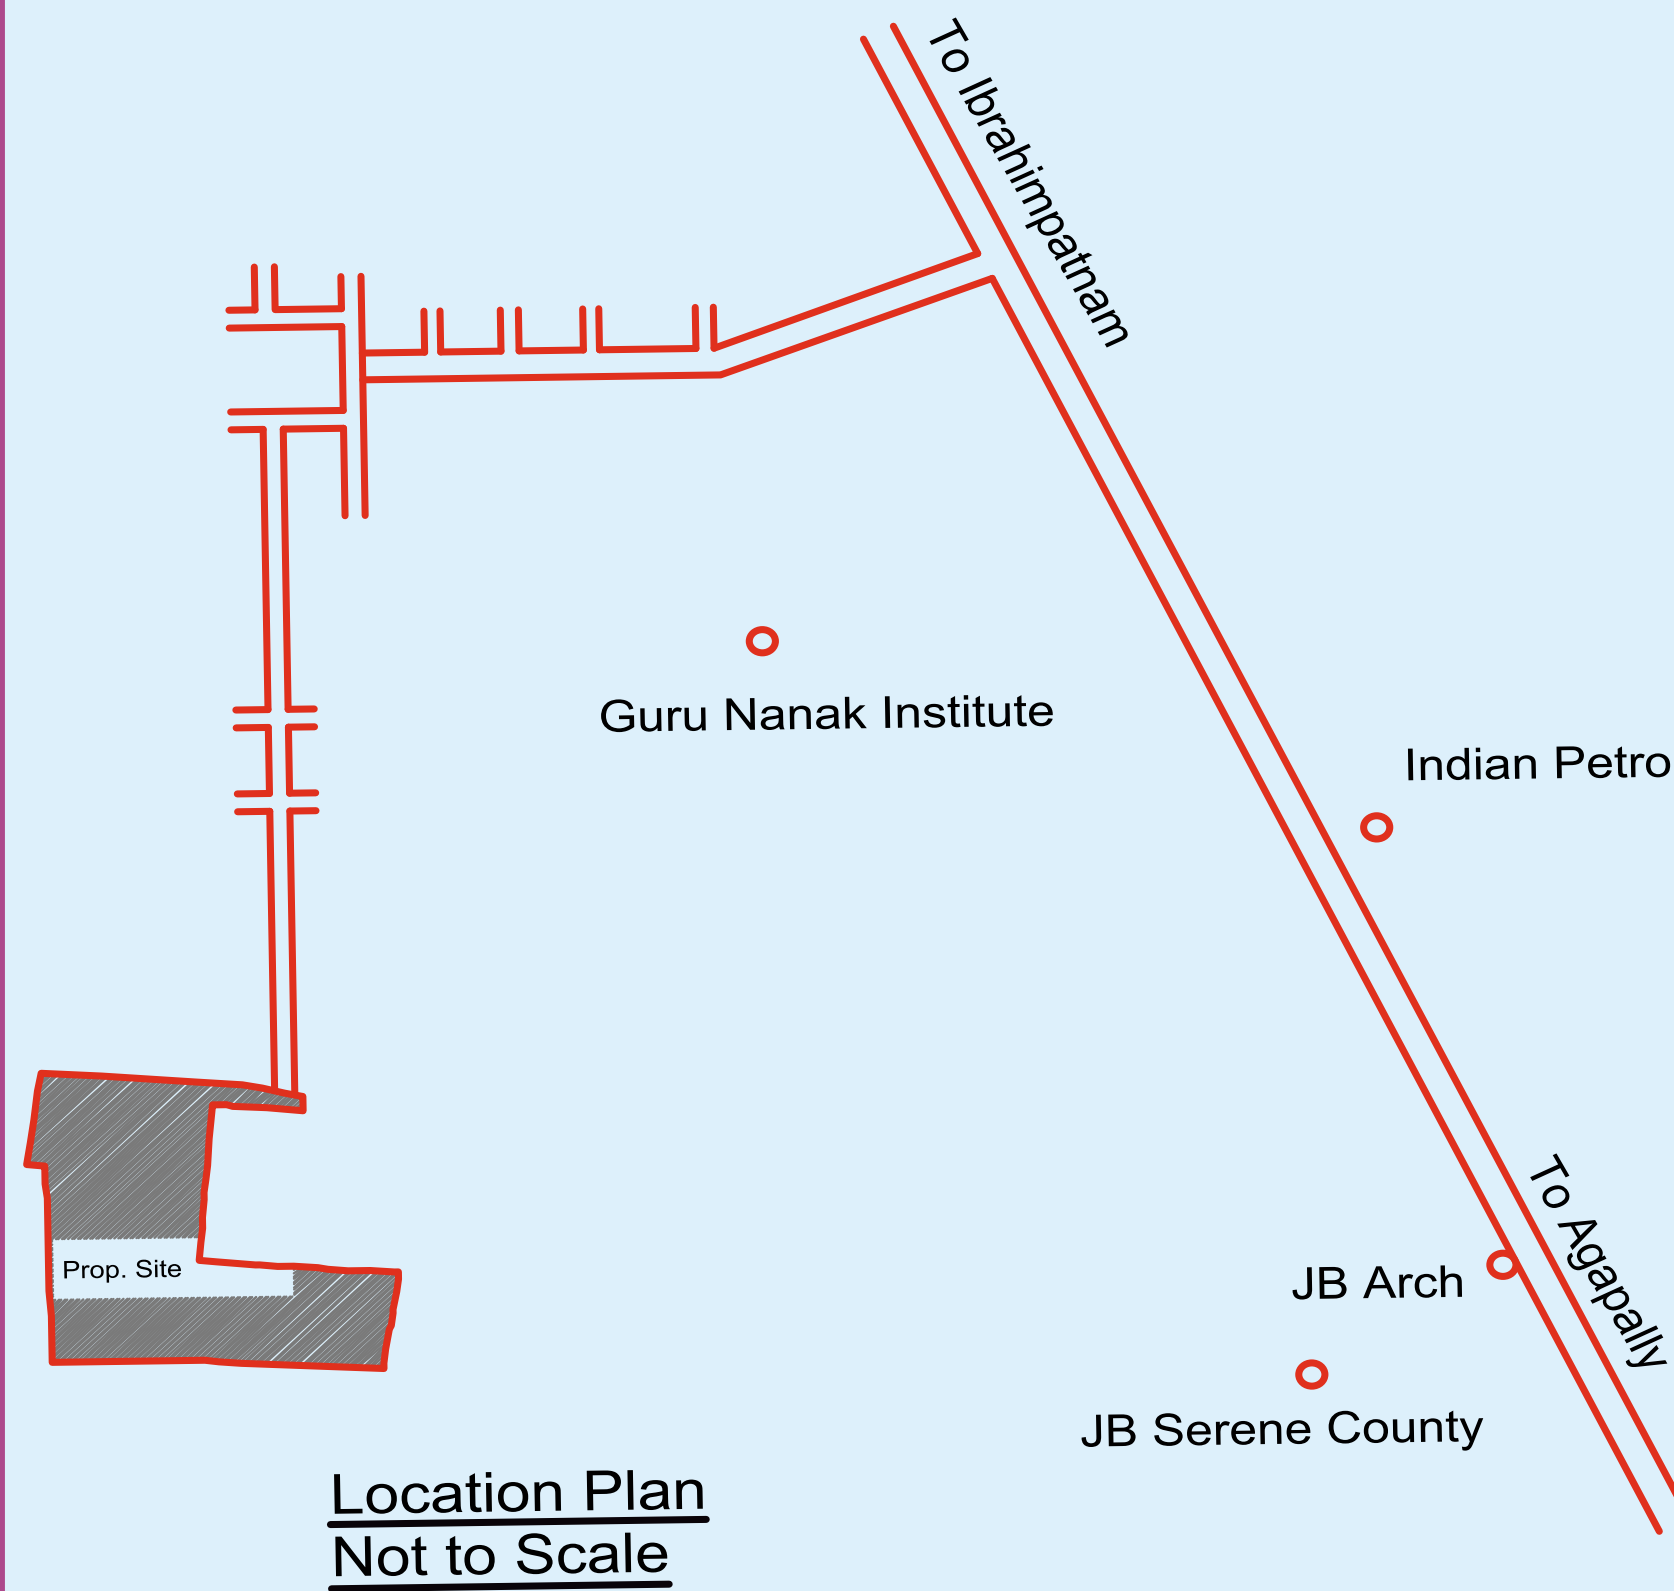 To Ibrahimpatnam
Guru Nanak Institute
Indian Petro
To Agapally
Prop. Site
JB Arch
JB Serene County
Location Plan
Not to Scale